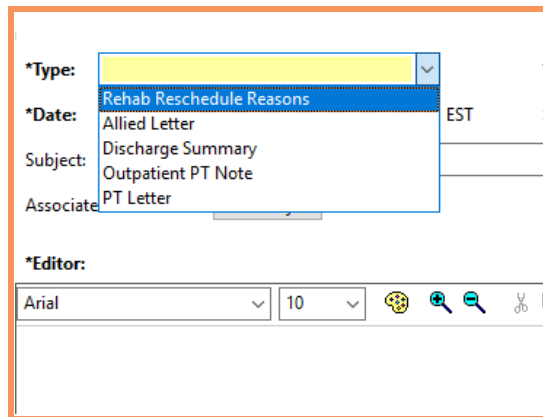 *Type:
Rehab Reschedule Reasons
*Date:
EST
Allied Letter
Discharge Summary
Subject:
Outpatient PT Note
Associate
PT Letter
*Editor:
Arial
10